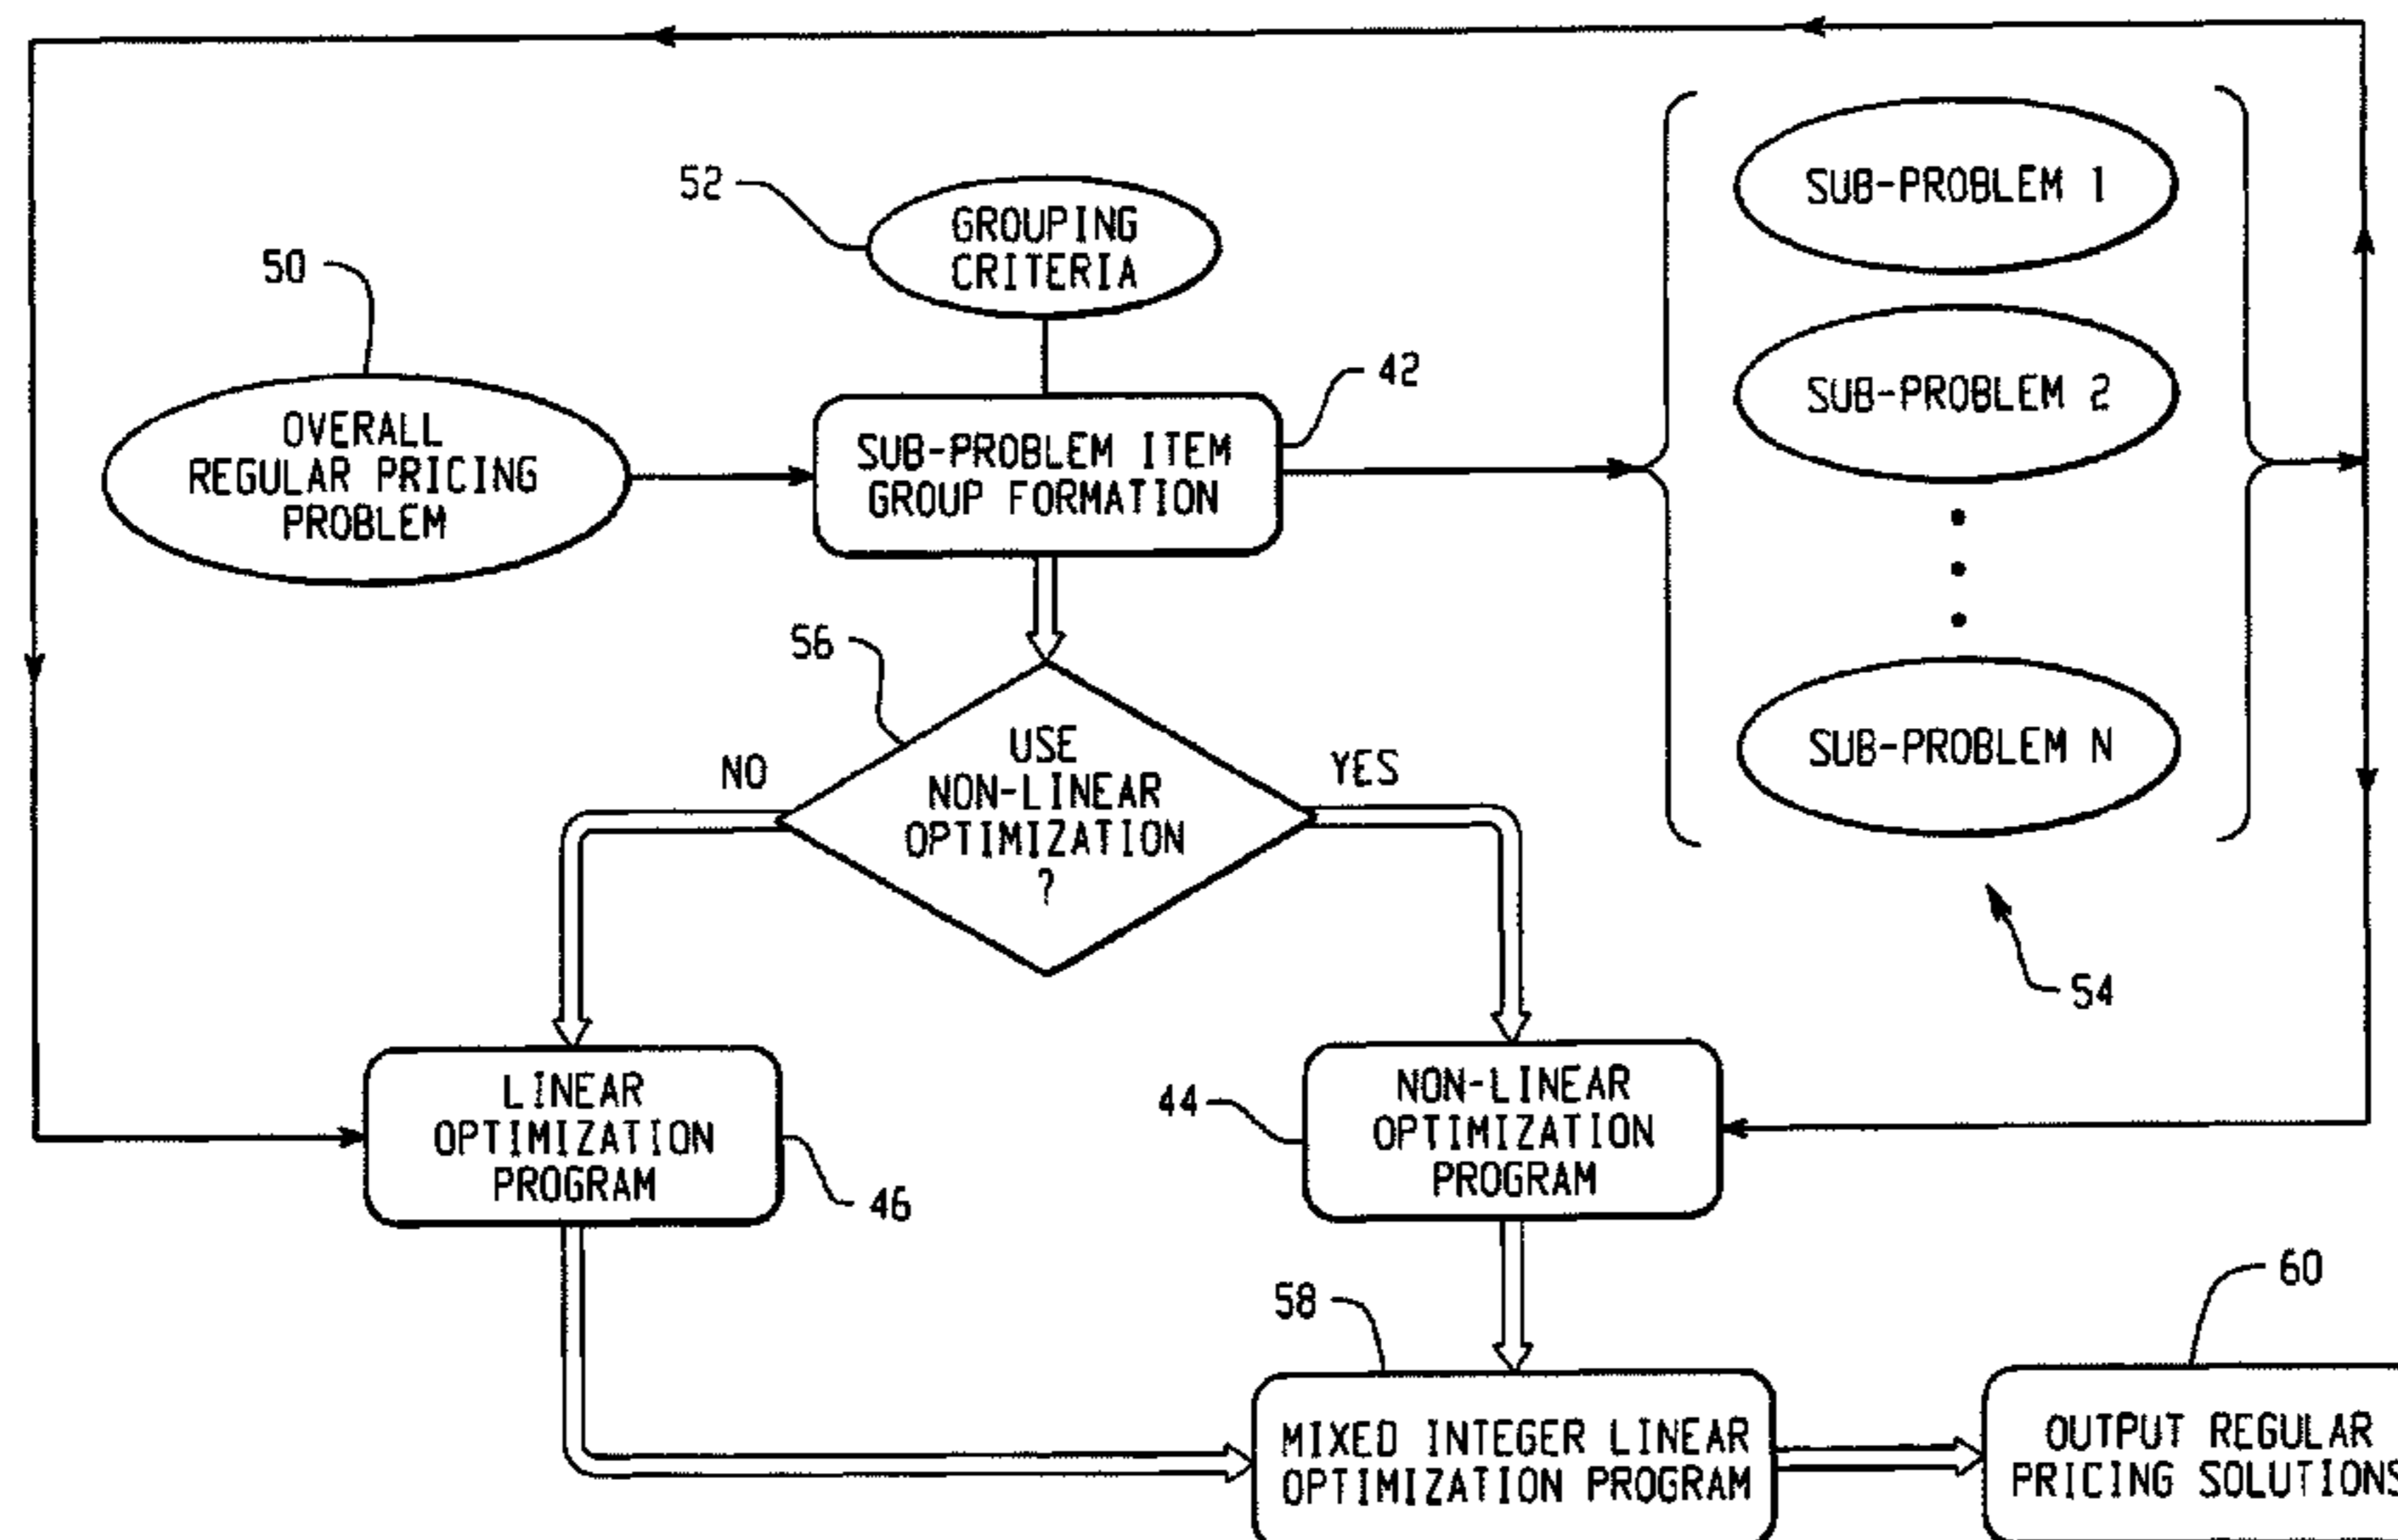 52
GROUPING
CRITERIA
50
OVERALL
REGULAR PRICING
PROBLEM
42
SUB-PROBLEM ITEM
GROUP FORMATION
SUB-PROBLEM 1
SUB-PROBLEM 2
SUB-PROBLEM N
54
56
USE
NON-LINEAR
OPTIMIZATION
?
NO
YES
LINEAR
OPTIMIZATION
PROGRAM
46
44
NON-LINEAR
OPTIMIZATION
PROGRAM
58
MIXED INTEGER LINEAR
OPTIMIZATION PROGRAM
60
OUTPUT REGULAR
PRICING SOLUTIONS